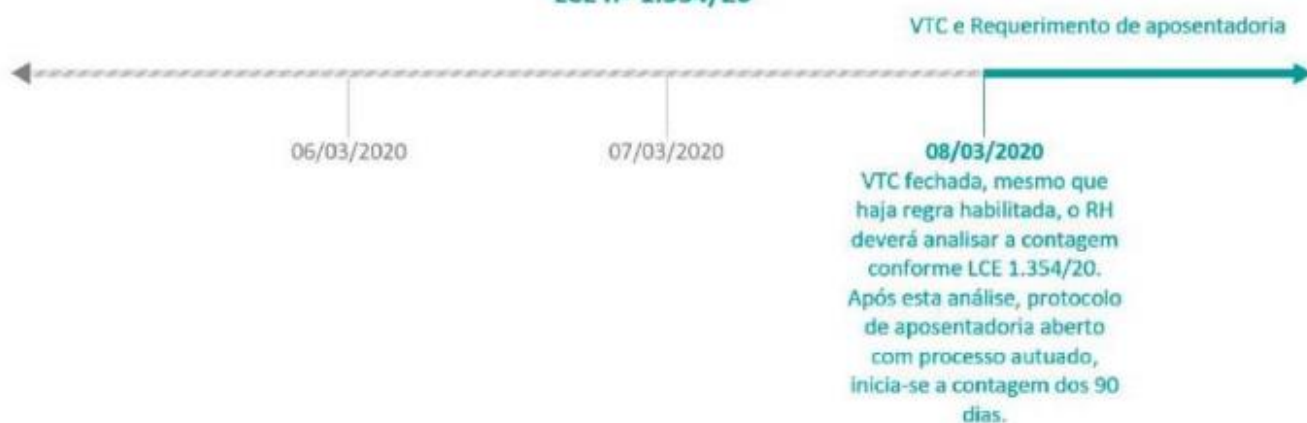 VTC e Requerimento de aposentadoria
06/03/2020
07/03/2020
08/03/2020
VTC fechada, mesmo que
haja regra habilitada, o RH
deverá analisar a contagem
conforme LCE 1.354/20.
Após esta análise, protocolo
de aposentadoria aberto
com processo autuado,
inicia-se a contagem dos 90
dias.